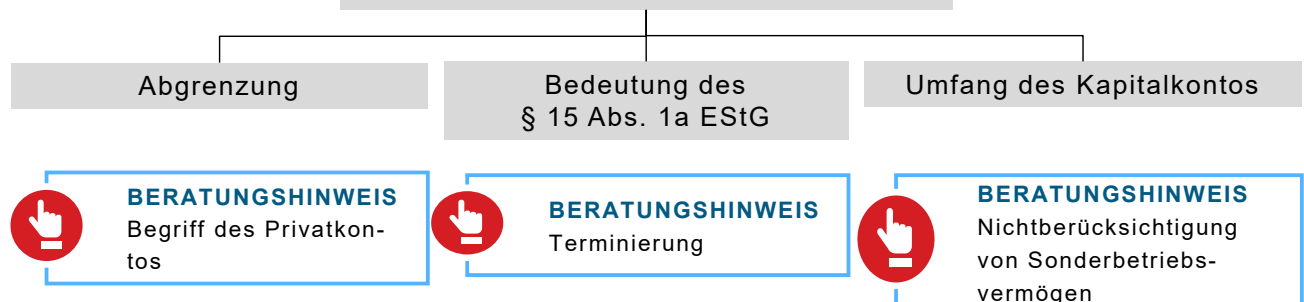 Abgrenzung
Bedeutung des
§ 15 Abs. 1a EStG
Umfang des Kapitalkontos
BERATUNGSHINWEIS
Begriff des Privatkon-
tos
BERATUNGSHINWEIS
Terminierung
BERATUNGSHINWEIS
Nichtberücksichtigung
von Sonderbetriebs-
vermögen